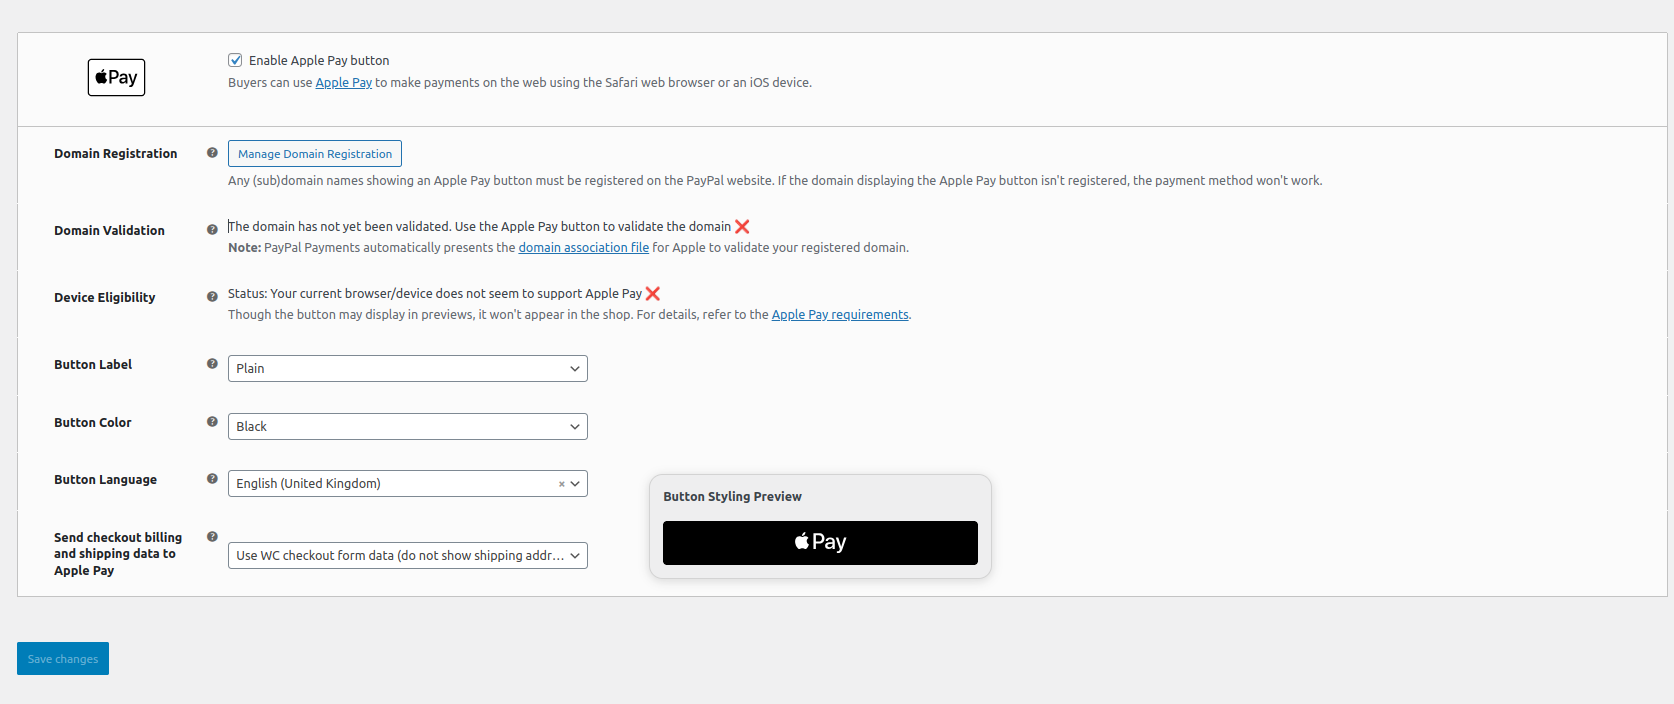 Pay
Enable Apple Pay button
Buyers can use Apple Pay to make payments on the web using the Safari web browser or an iOS device.
Domain Registration
Manage Domain Registration
Any (sub)domain names showing an Apple Pay button must be registered on the PayPal website. If the domain displaying the Apple Pay button isn't registered, the payment method won't work.
Domain Validation
The domain has not yet been validated. Use the Apple Pay button to validate the domain ❌
Note: PayPal Payments automatically presents the domain association file for Apple to validate your registered domain.
Device Eligibility
Status: Your current browser/device does not seem to support Apple Pay ❌
Though the button may display in previews, it won't appear in the shop. For details, refer to the Apple Pay requirements.
Button Label
Plain
Button Color
Black
Button Language
English (United Kingdom)
×
Button Styling Preview
Pay
Send checkout billing
and shipping data to
Apple Pay
Use WC checkout form data (do not show shipping addr...
Save changes